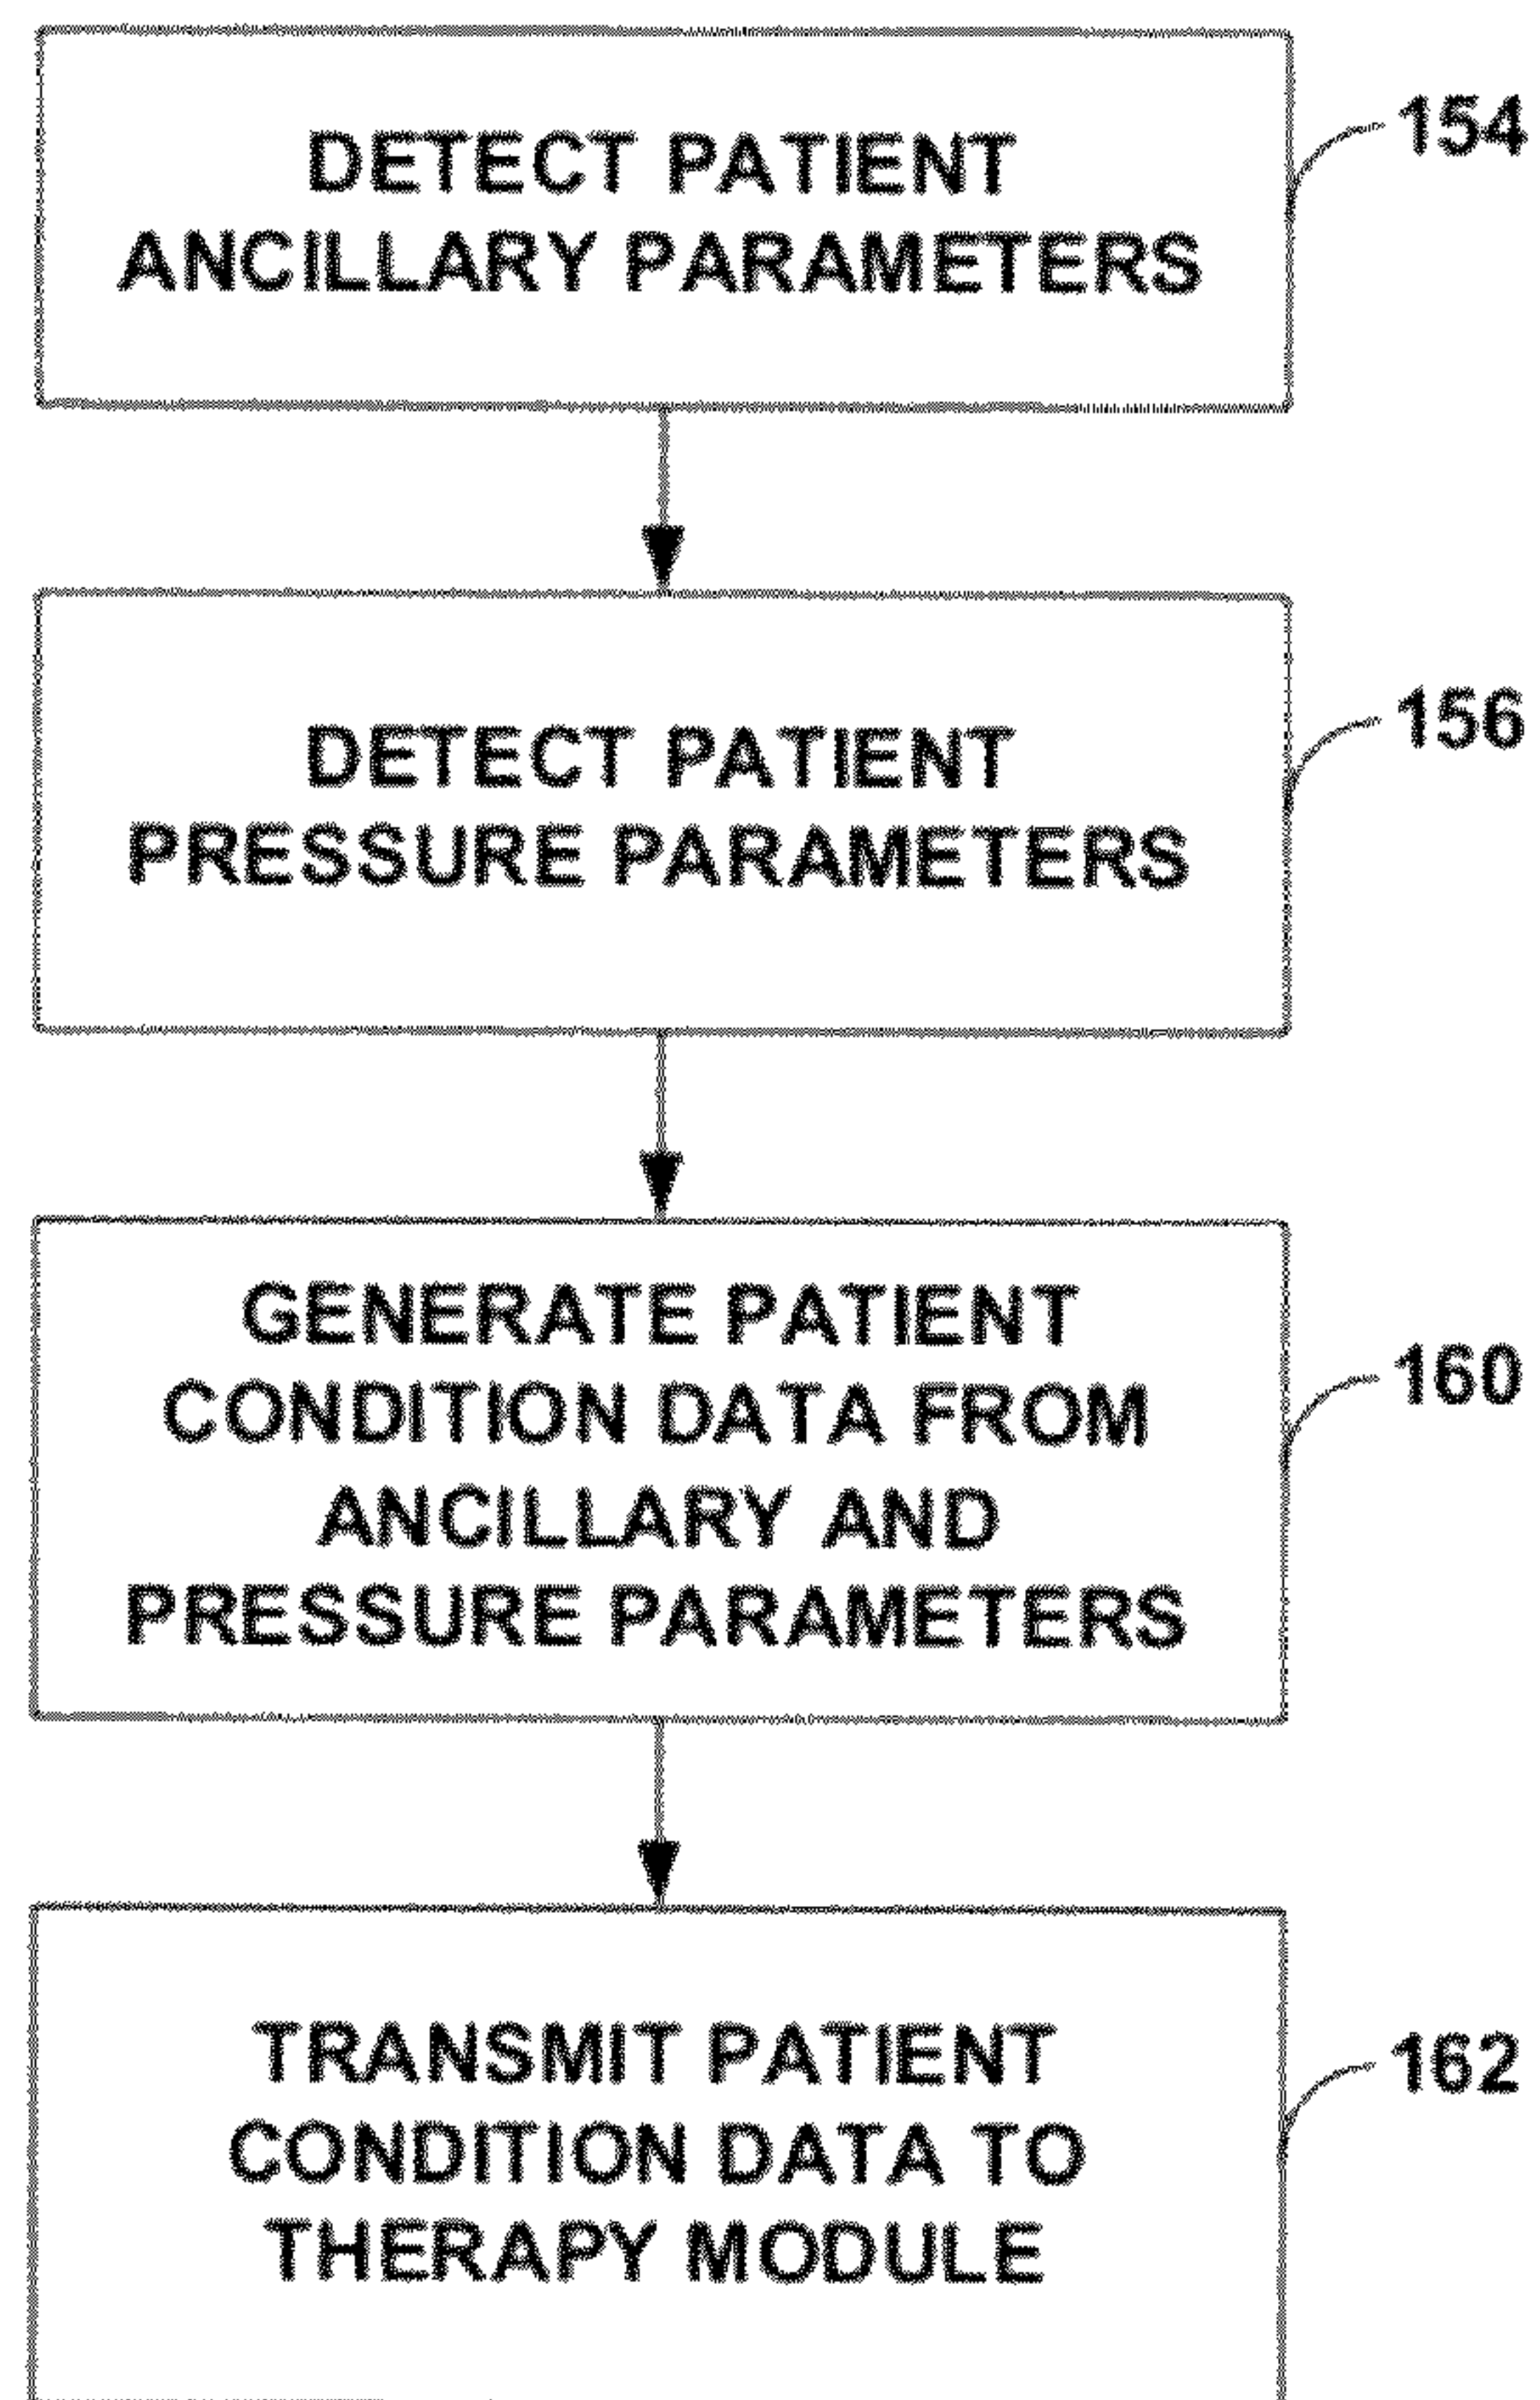 DETECT PATIENT
ANCILLARY PARAMETERS
154
DETECT PATIENT
PRESSURE PARAMETERS
156
GENERATE PATIENT
CONDITION DATA FROM
ANCILLARY AND
PRESSURE PARAMETERS
160
TRANSMIT PATIENT
CONDITION DATA TO
THERAPY MODULE
162